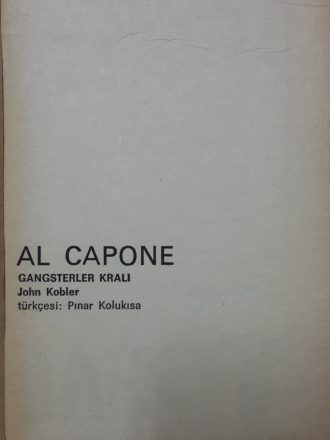 AL CAPONE
GANGSTERLER KRALI
John Kobler
türkçesi: Pınar Kolukısa